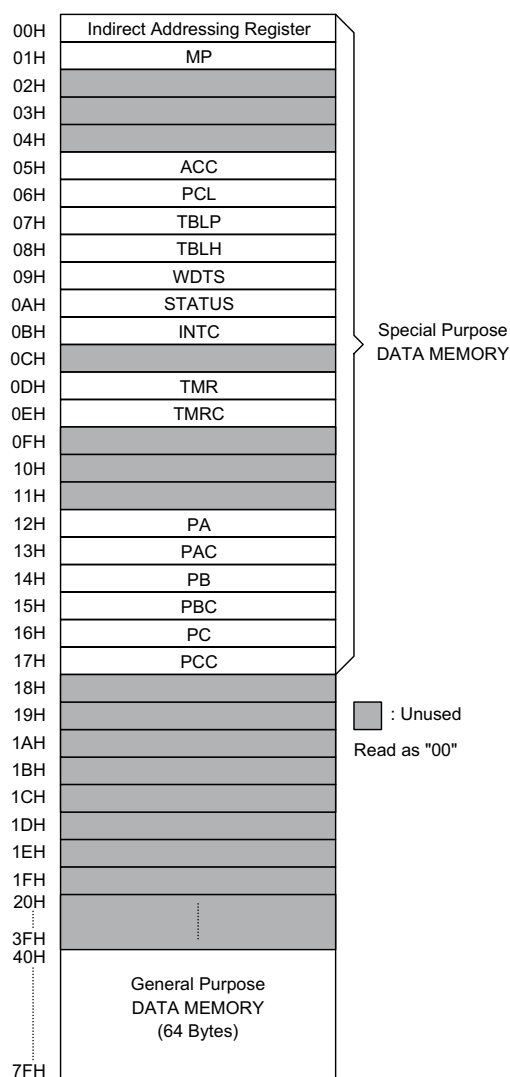 00H Indirect Addressing Register
01H MP
02H
03H
04H
05H ACC
06H PCL
07H TBLP
08H TBLH
09H WDTS
0AH STATUS
0BH INTC
0CH
0DH TMR
0EH TMRC
0FH
10H
11H
12H PA
13H PAC
14H PB
15H PBC
16H PC
17H PCC
18H
19H
1AH
1BH
1CH
1DH
1EH
1FH
20H
3FH
40H
General Purpose
DATA MEMORY
(64 Bytes)
7FH
Special Purpose
DATA MEMORY
: Unused
Read as "00"